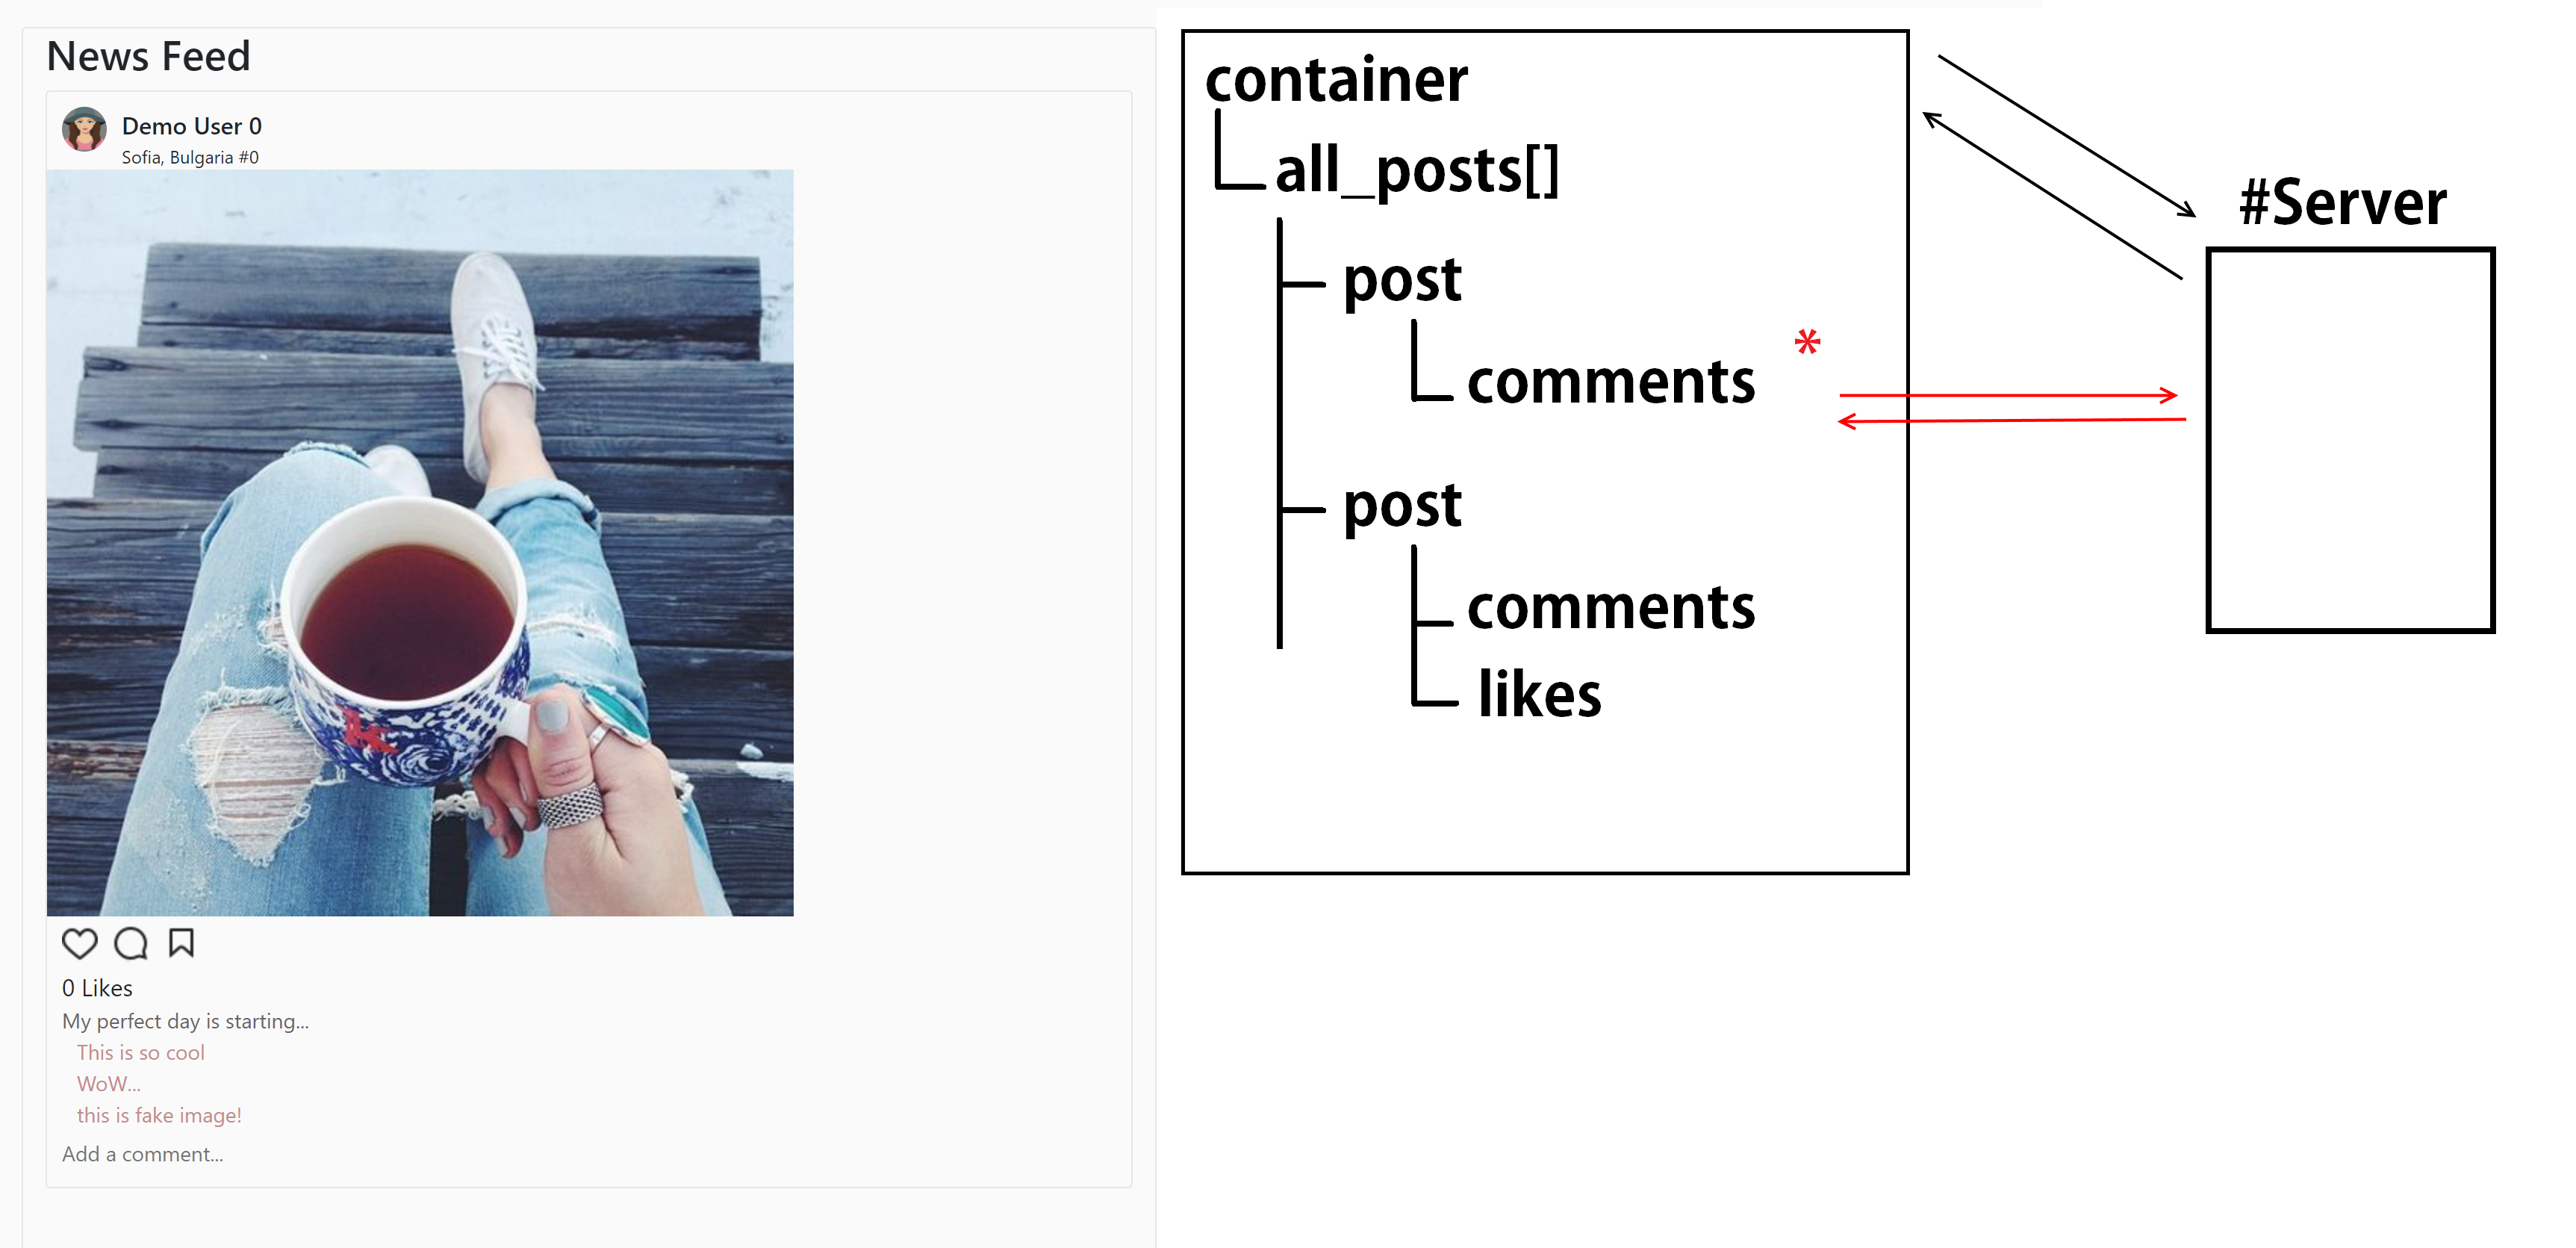 News Feed
Demo User 0
Sofia, Bulgaria #0
0 Likes
My perfect day is starting...
This is so cool
WoW...
this is fake image!
Add a comment...
container
all_posts[]
post
comments *
post
comments
likes
#Server